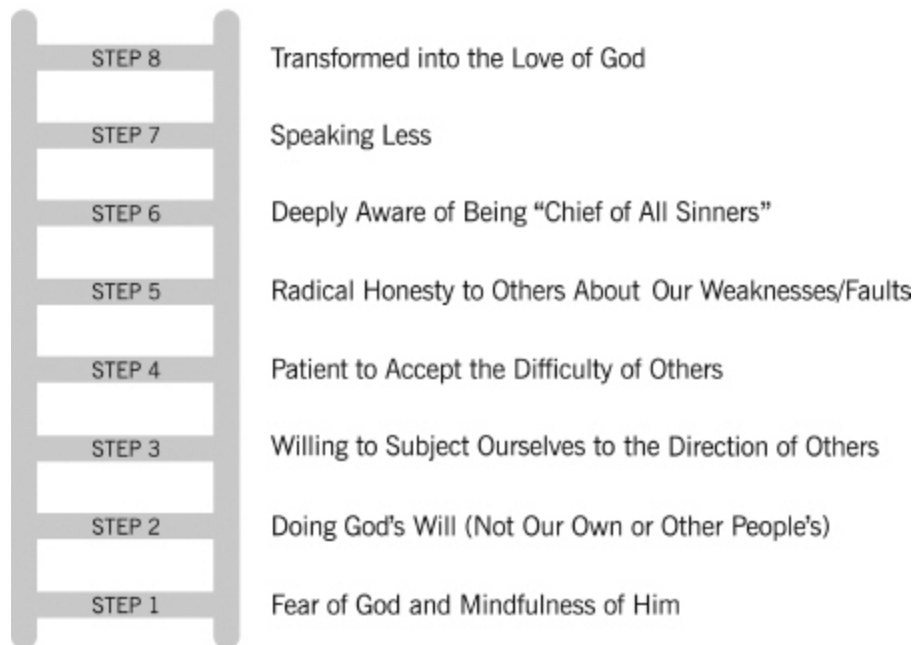 STEP 8 Transformed into the Love of God
STEP 7 Speaking Less
STEP 6 Deeply Aware of Being “Chief of All Sinners”
STEP 5 Radical Honesty to Others About Our Weaknesses/Faults
STEP 4 Patient to Accept the Difficulty of Others
STEP 3 Willing to Subject Ourselves to the Direction of Others
STEP 2 Doing God’s Will (Not Our Own or Other People’s)
STEP 1 Fear of God and Mindfulness of Him